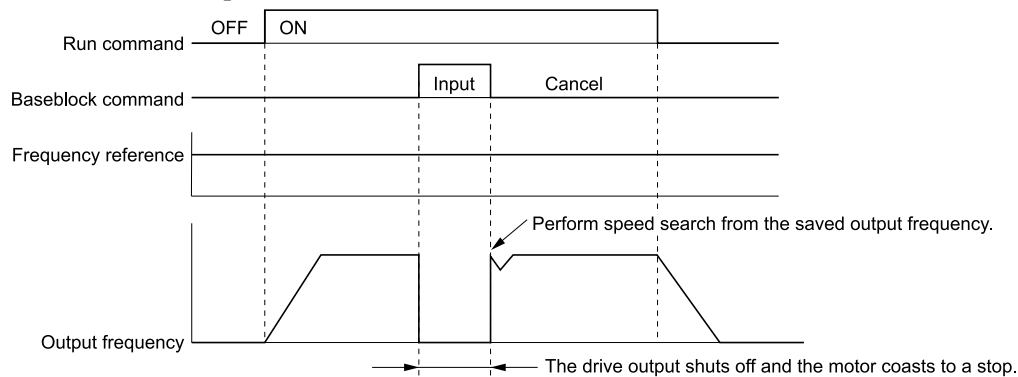 OFF ON
Run command
Input Cancel
Baseblock command
Frequency reference
Perform speed search from the saved output frequency.
Output frequency
The drive output shuts off and the motor coasts to a stop.